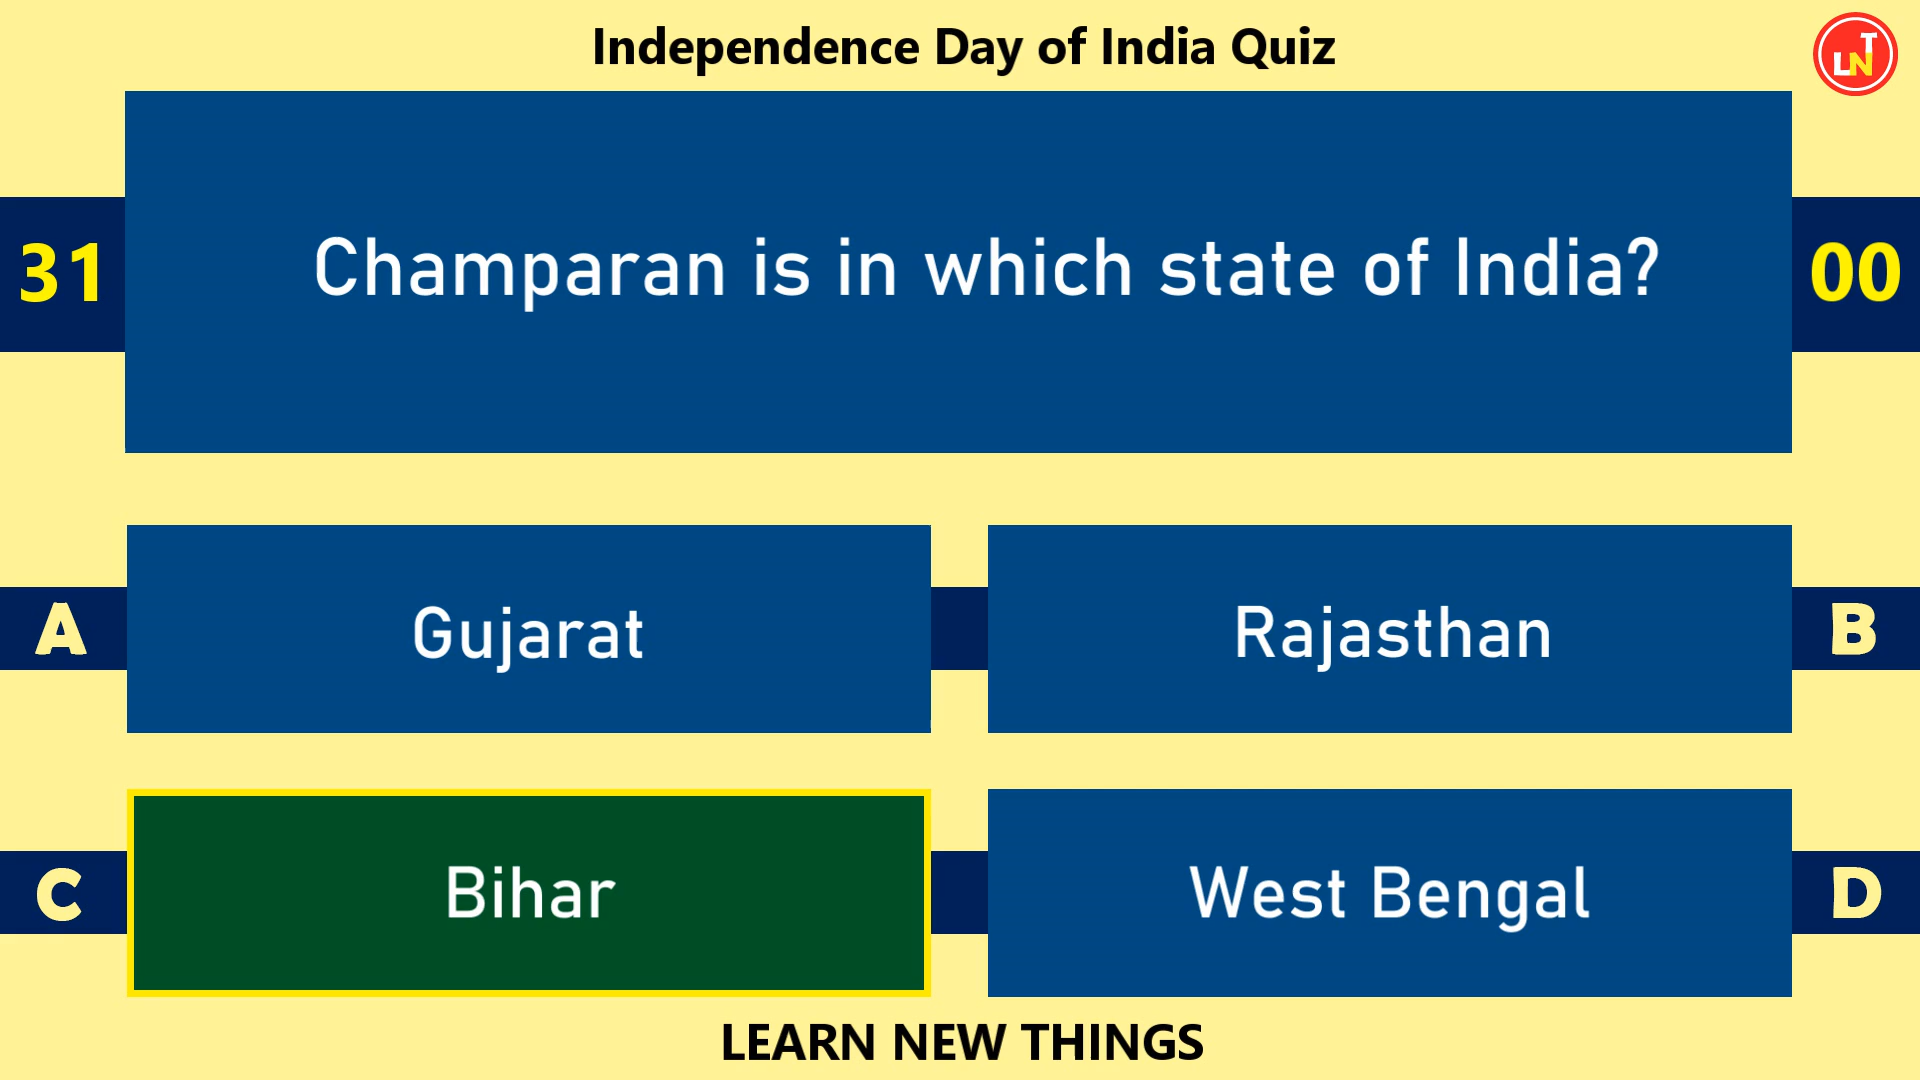 Independence Day of India Quiz
LNT
31
Champaran is in which state of India?
00
A
Gujarat
Rajasthan
B
C
Bihar
West Bengal
D
LEARN NEW THINGS